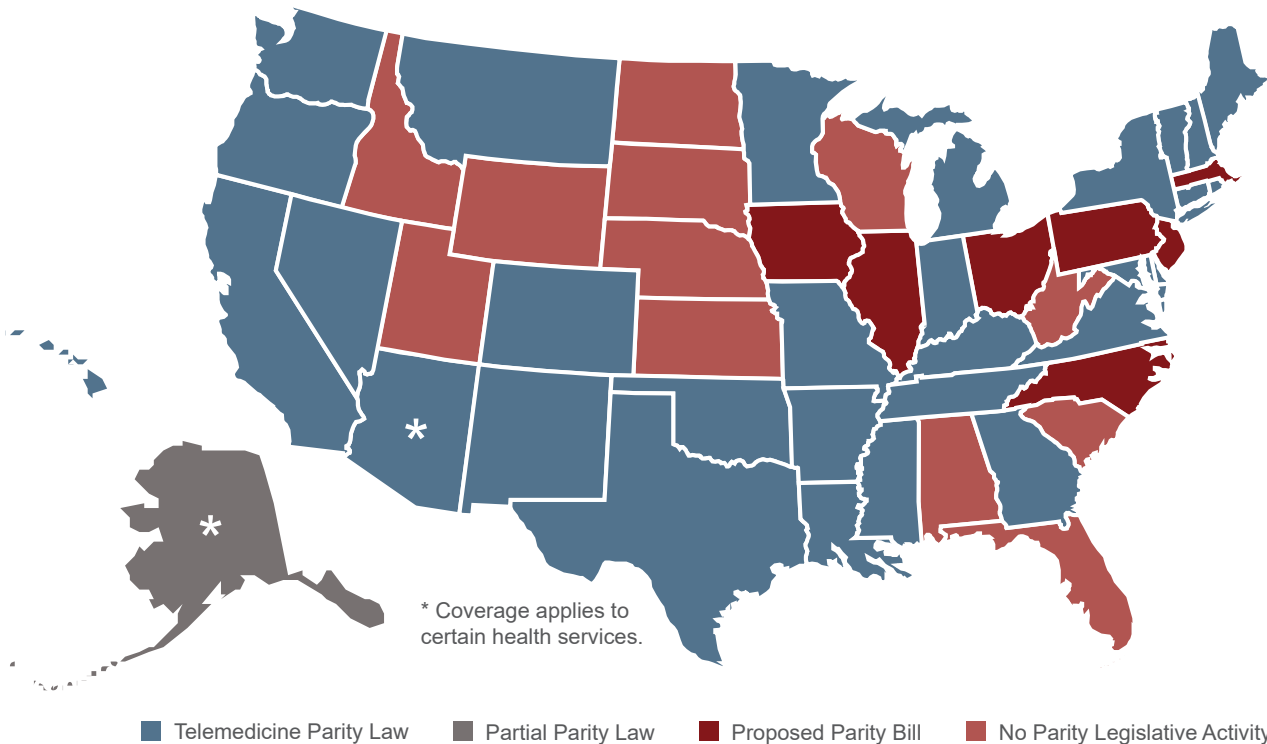 *
*
* Coverage applies to
certain health services.
Telemedicine Parity Law Partial Parity Law Proposed Parity Bill No Parity Legislative Activity